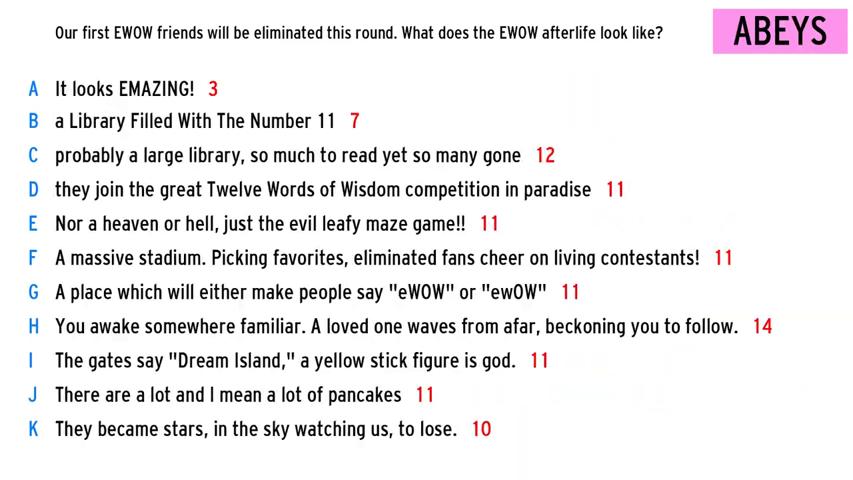 Our first EWOW friends will be eliminated this round. What does the EWOW afterlife look like?
ABEYS
A It looks EMAZING! 3
B a Library Filled With The Number 11 7
C probably a large library, so much to read yet so many gone 12
D they join the great Twelve Words of Wisdom competition in paradise 11
E Nor a heaven or hell, just the evil leafy maze game!! 11
F A massive stadium. Picking favorites, eliminated fans cheer on living contestants! 11
G A place which will either make people say "eWOW" or "ewOW" 11
H You awake somewhere familiar. A loved one waves from afar, beckoning you to follow. 14
I The gates say "Dream Island," a yellow stick figure is god. 11
J There are a lot and I mean a lot of pancakes 11
K They became stars, in the sky watching us, to lose. 10